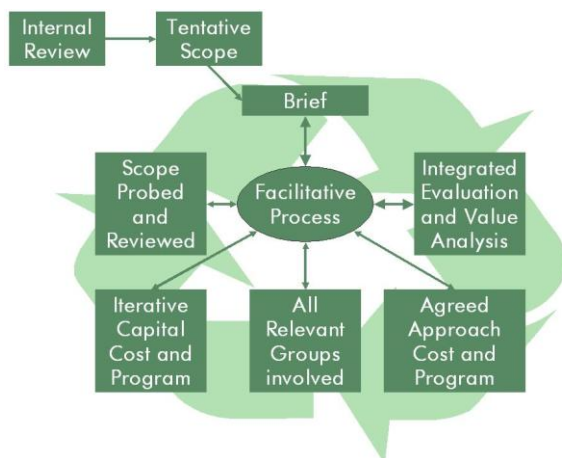 Internal
Review
Tentative
Scope
Brief
Scope
Probed
and
Reviewed
Facilitative
Process
Integrated
Evaluation
and Value
Analysis
Iterative
Capital
Cost and
Program
All
Relevant
Groups
involved
Agreed
Approach
Cost and
Program